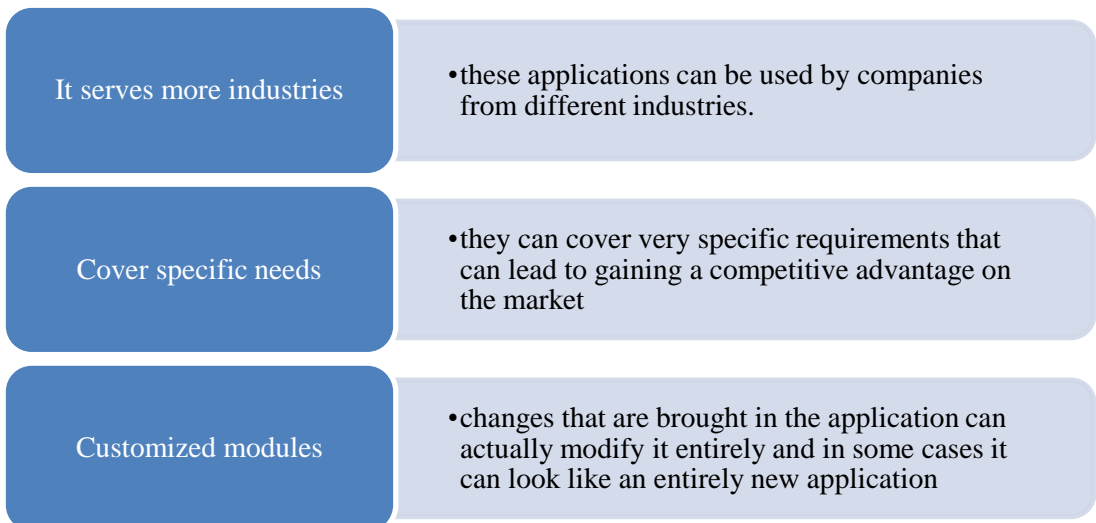 It serves more industries
•these applications can be used by companies
from different industries.
Cover specific needs
•they can cover very specific requirements that
can lead to gaining a competitive advantage on
the market
Customized modules
•changes that are brought in the application can
actually modify it entirely and in some cases it
can look like an entirely new application